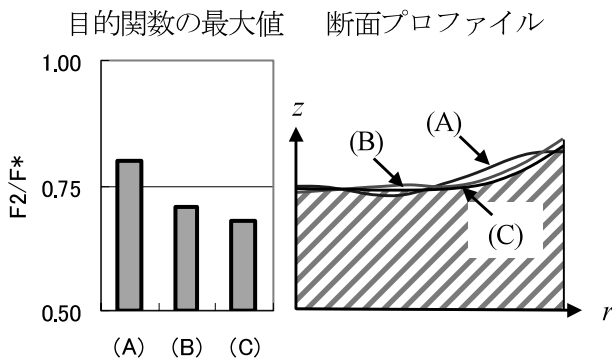 目的関数の最大値
断面プロファイル
1.00
0.75
0.50
F2/F*
(A)
(B)
(C)
z
(A)
(B)
(C)
r